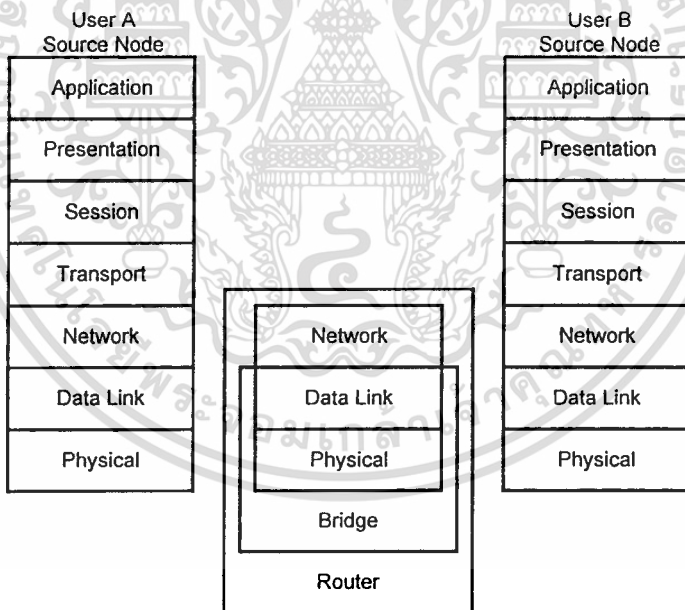 User A
Source Node
Application
Presentation
Session
Transport
Network
Data Link
Physical
Network
Data Link
Physical
Bridge
Router
User B
Source Node
Application
Presentation
Session
Transport
Network
Data Link
Physical